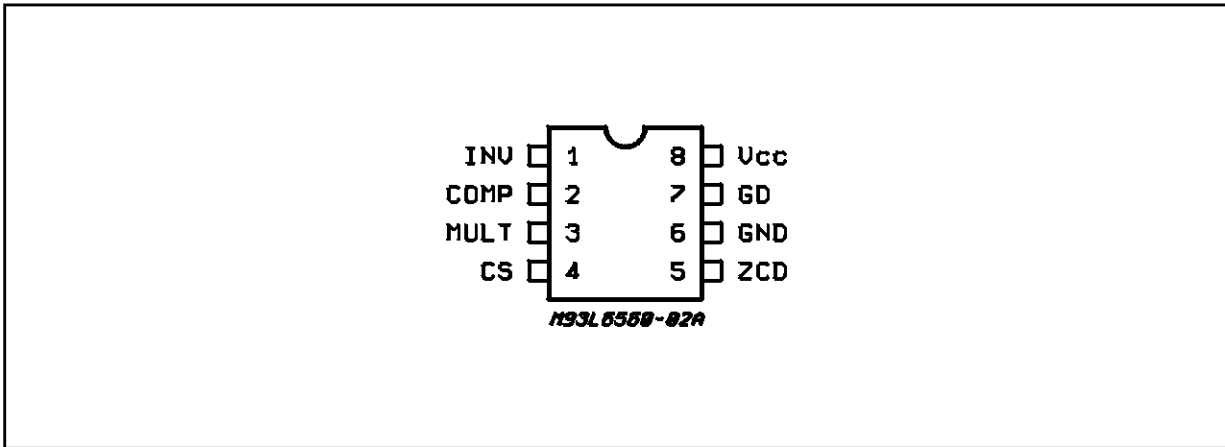 INV 1 8 Vcc
COMP 2 7 GD
MULT 3 6 GND
CS 4 5 ZCD
M93L6560-02A